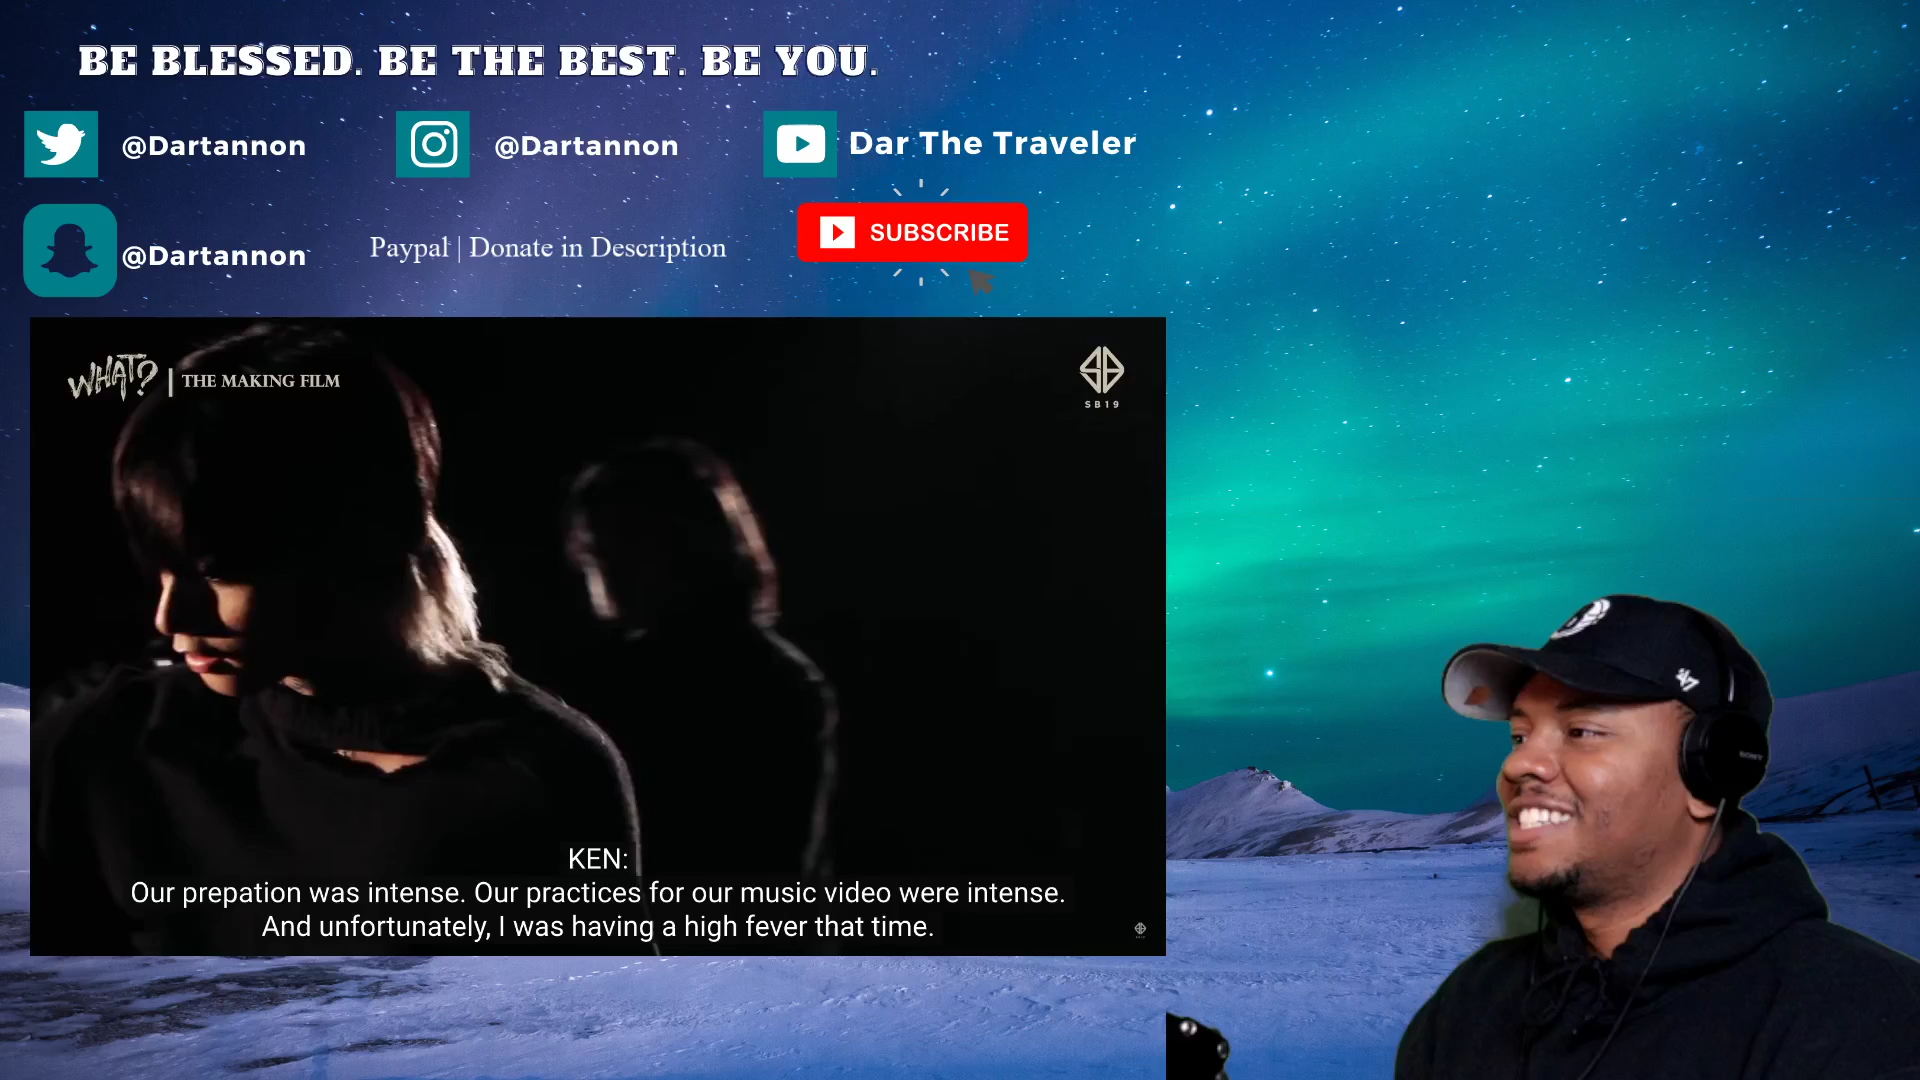 BE BLESSED. BE THE BEST. BE YOU.
@Dartannon
@Dartannon
Dar The Traveler
@Dartannon
Paypal | Donate in Description
SUBSCRIBE
WHAT? | THE MAKING FILM
SB19
47
SONY
KEN:
Our prepation was intense. Our practices for our music video were intense.
And unfortunately, I was having a high fever that time.